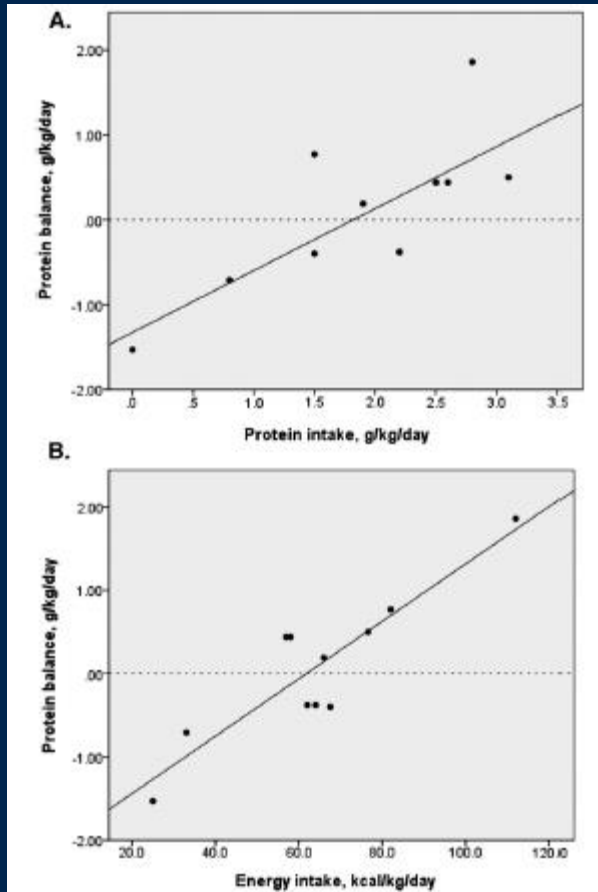 A.
2.00
1.00
.00
-1.00
-2.00
Protein balance, g/kg/day
.0 .5 1.0 1.5 2.0 2.5 3.0 3.5
Protein intake, g/kg/day
B.
2.00
1.00
.00
-1.00
-2.00
Protein balance, g/kg/day
20.0 40.0 60.0 80.0 100.0 120.0
Energy intake, kcal/kg/day